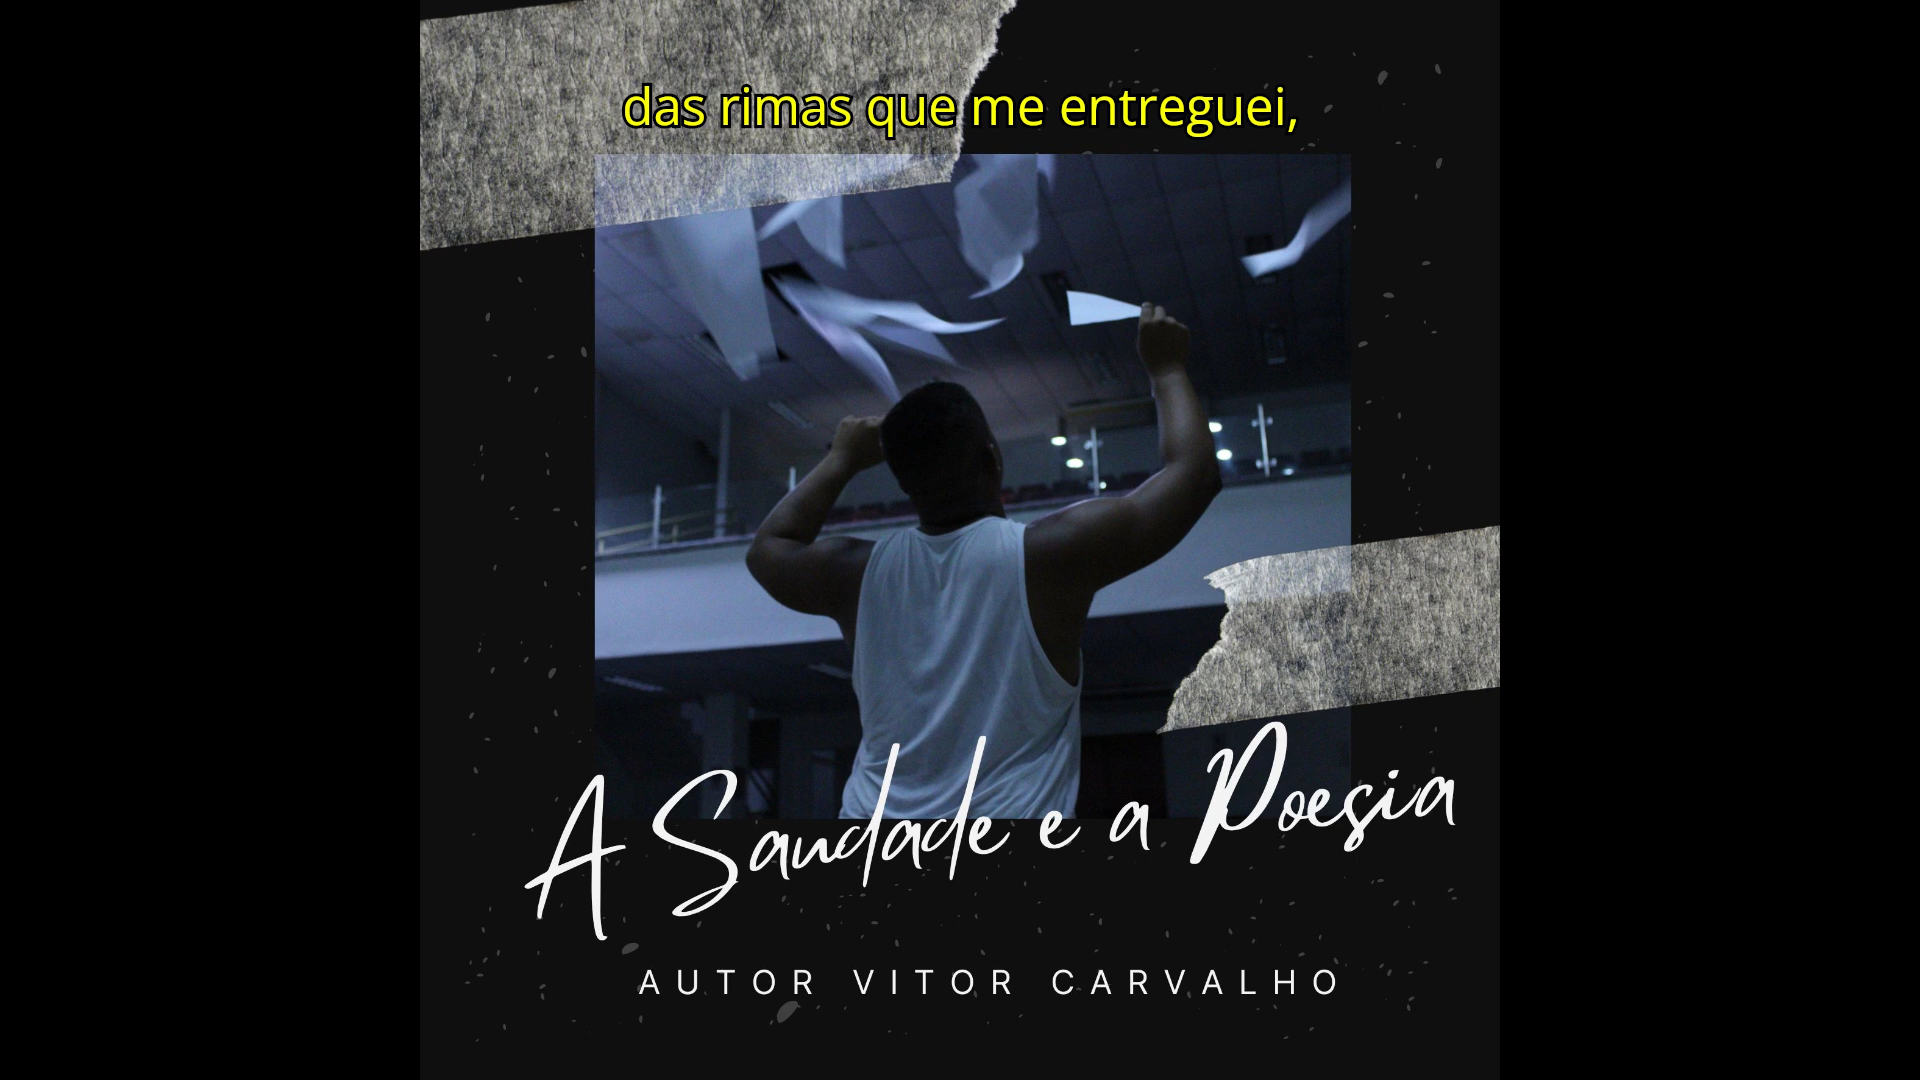 das rimas que me entreguei,
A Saudade e a Poesia
AUTOR VITOR CARVALHO